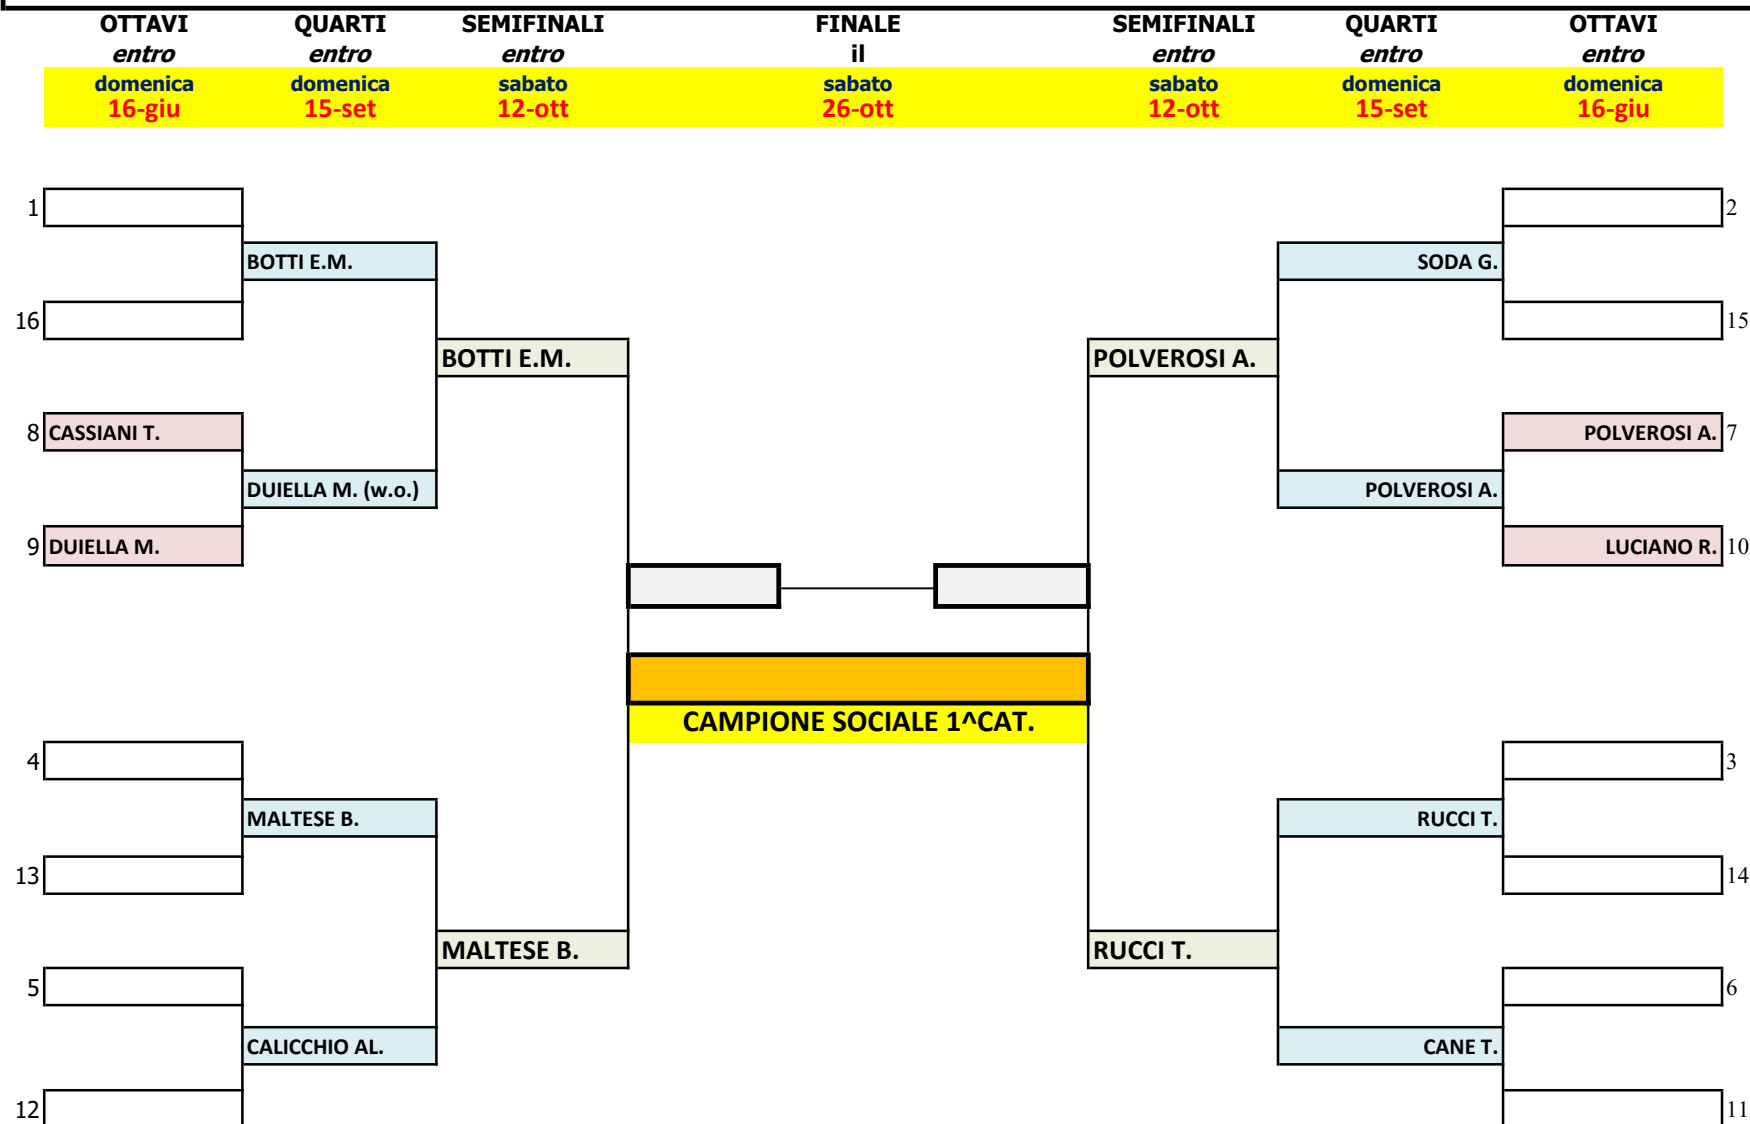 OTTAVI QUARTI SEMIFINALI FINALE SEMIFINALI QUARTI OTTAVI
entro entro entro il entro entro entro
domenica domenica sabato sabato sabato domenica domenica
16-giu 15-set 12-ott 26-ott 12-ott 15-set 16-giu
1 2
BOTTI E.M. SODA G.
16 15
BOTTI E.M. POLVEROSI A.
8 CASSIANI T. POLVEROSI A. 7
DUIELLA M. (w.o.) POLVEROSI A.
9 DUIELLA M. LUCIANO R. 10
CAMPIONE SOCIALE 1^CAT.
4 3
MALTESE B. RUCCI T.
13 14
MALTESE B. RUCCI T.
5 6
CALICCHIO AL. CANE T.
12 11